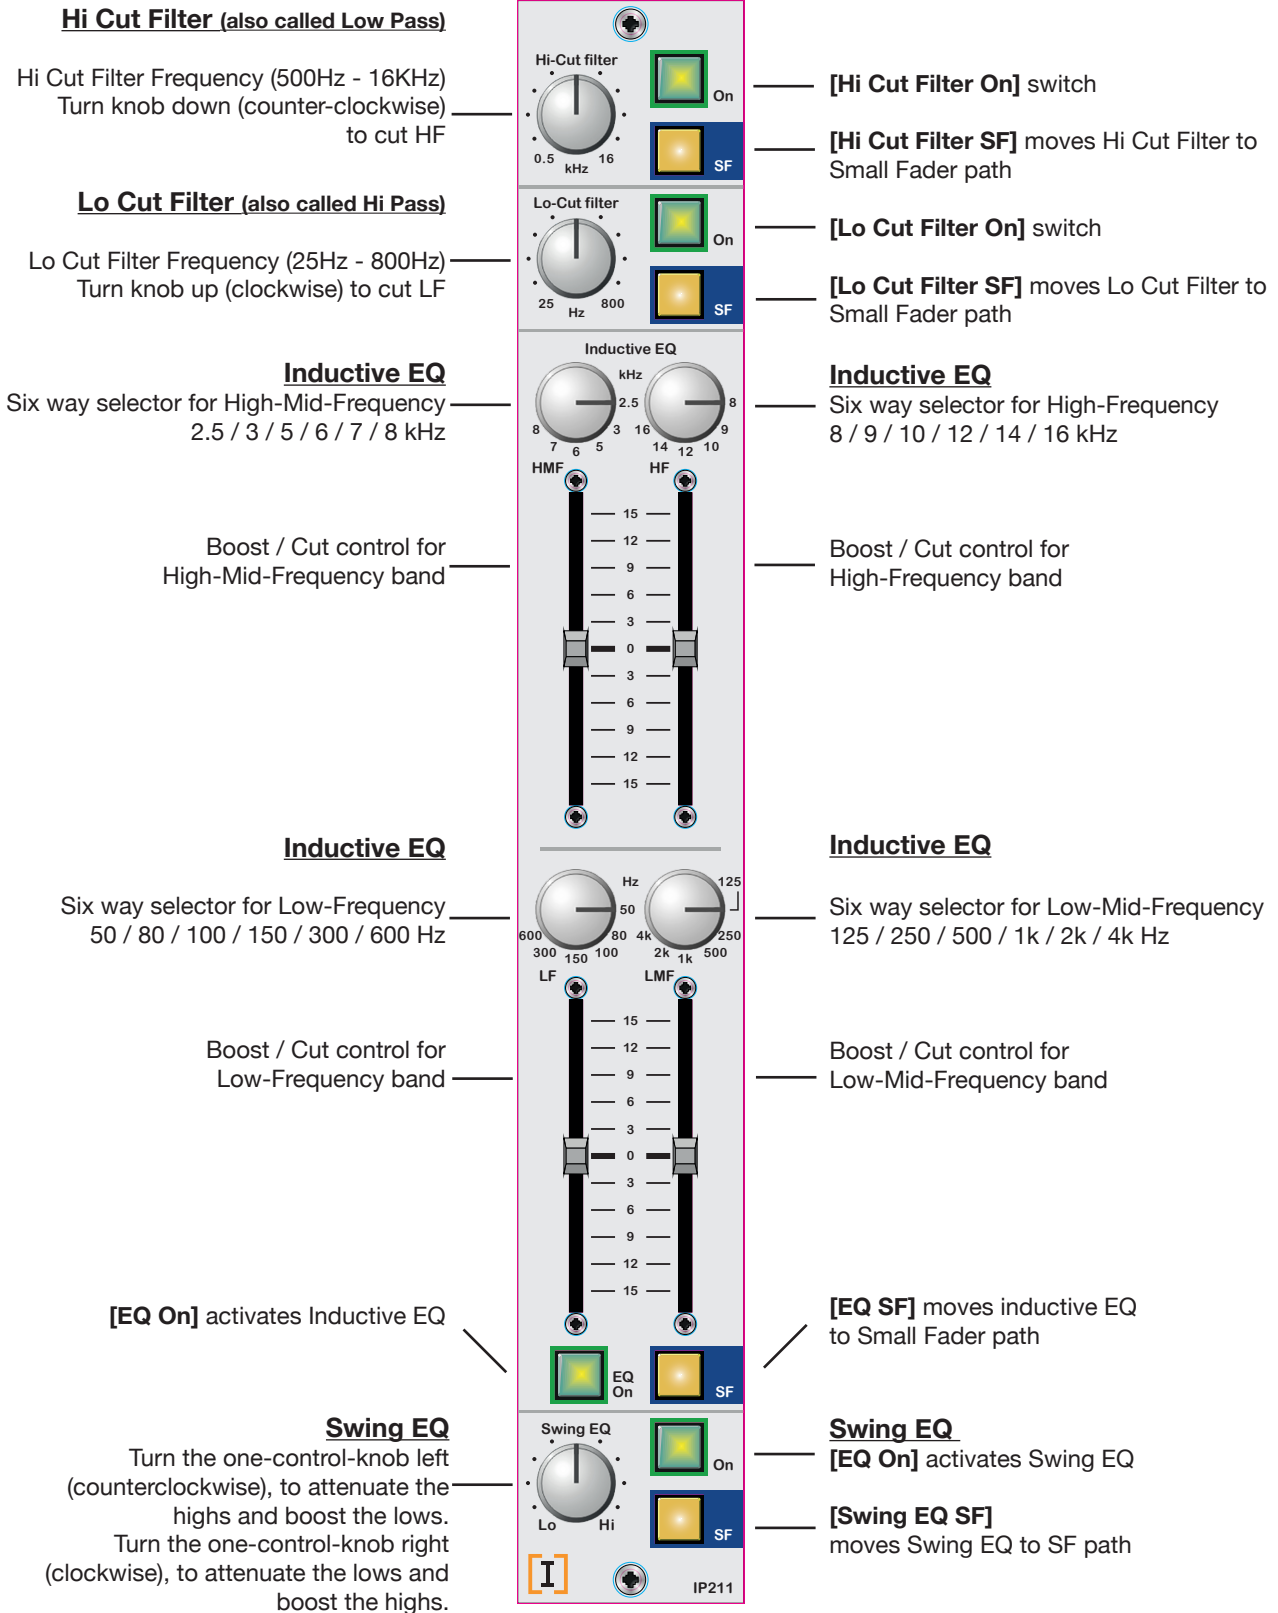 Hi Cut Filter (also called Low Pass)
Hi Cut Filter Frequency (500Hz - 16KHz)
Turn knob down (counter-clockwise)
to cut HF
Hi-Cut filter
0.5
16
kHz
On
SF
[Hi Cut Filter On] switch
[Hi Cut Filter SF] moves Hi Cut Filter to
Small Fader path
Lo Cut Filter (also called Hi Pass)
Lo Cut Filter Frequency (25Hz - 800Hz)
Turn knob up (clockwise) to cut LF
Lo-Cut filter
25
800
Hz
On
SF
[Lo Cut Filter On] switch
[Lo Cut Filter SF] moves Lo Cut Filter to
Small Fader path
Inductive EQ
Six way selector for High-Mid-Frequency
2.5 / 3 / 5 / 6 / 7 / 8 kHz
Inductive EQ
kHz
2.5
3
5
6
7
8
HMF
8
9
10
12
14
16
HF
Inductive EQ
Six way selector for High-Frequency
8 / 9 / 10 / 12 / 14 / 16 kHz
Boost / Cut control for
High-Mid-Frequency band
15
12
9
6
3
0
3
6
9
12
15
Boost / Cut control for
High-Frequency band
Inductive EQ
Six way selector for Low-Frequency
50 / 80 / 100 / 150 / 300 / 600 Hz
Hz
50
80
100
150
300
600
LF
125
250
500
1k
2k
4k
LMF
Inductive EQ
Six way selector for Low-Mid-Frequency
125 / 250 / 500 / 1k / 2k / 4k Hz
Boost / Cut control for
Low-Frequency band
15
12
9
6
3
0
3
6
9
12
15
Boost / Cut control for
Low-Mid-Frequency band
[EQ On] activates Inductive EQ
EQ
On
SF
[EQ SF] moves inductive EQ
to Small Fader path
Swing EQ
Turn the one-control-knob left
(counterclockwise), to attenuate the
highs and boost the lows.
Turn the one-control-knob right
(clockwise), to attenuate the lows and
boost the highs.
Swing EQ
Lo
Hi
On
SF
[I]
IP211
Swing EQ
[EQ On] activates Swing EQ
[Swing EQ SF]
moves Swing EQ to SF path